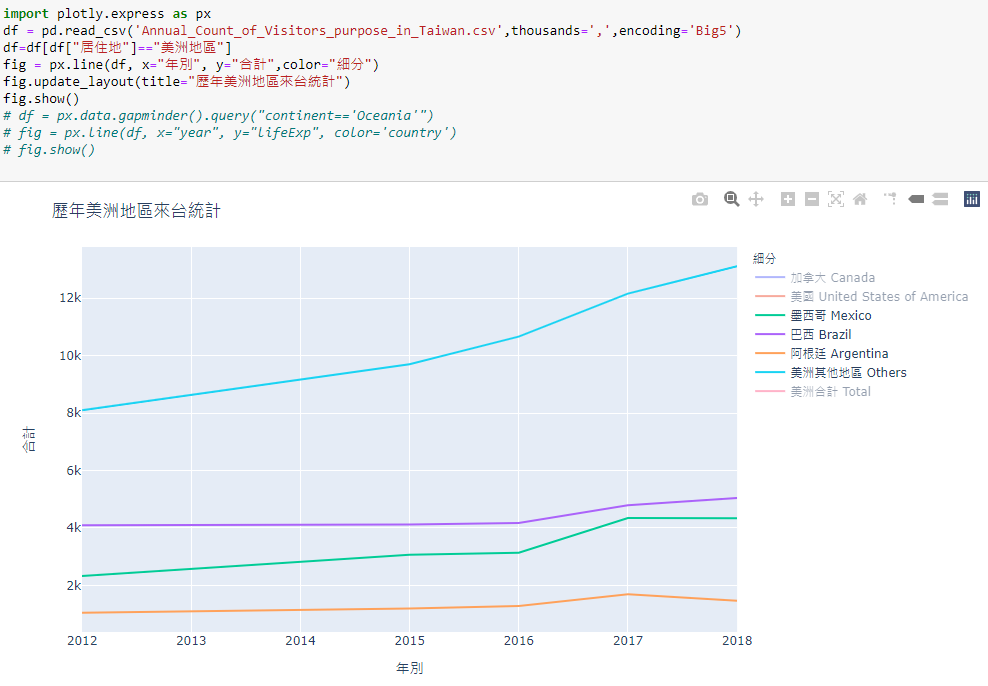 import plotly.express as px
df = pd.read_csv('Annual_Count_of_Visitors_purpose_in_Taiwan.csv',thousands=',',encoding='Big5')
df=df[df["居住地"]=="美洲地區"]
fig = px.line(df, x="年別", y="合計",color="細分")
fig.update_layout(title="歷年美洲地區來台統計")
fig.show()
# df = px.data.gapminder().query("continent=='Oceania'")
# fig = px.line(df, x="year", y="lifeExp", color='country')
# fig.show()
歷年美洲地區來台統計
細分
加拿大 Canada
美國 United States of America
墨西哥 Mexico
巴西 Brazil
阿根廷 Argentina
美洲其他地區 Others
美洲合計 Total
12k
10k
8k
6k
4k
2k
合計
2012 2013 2014 2015 2016 2017 2018
年別